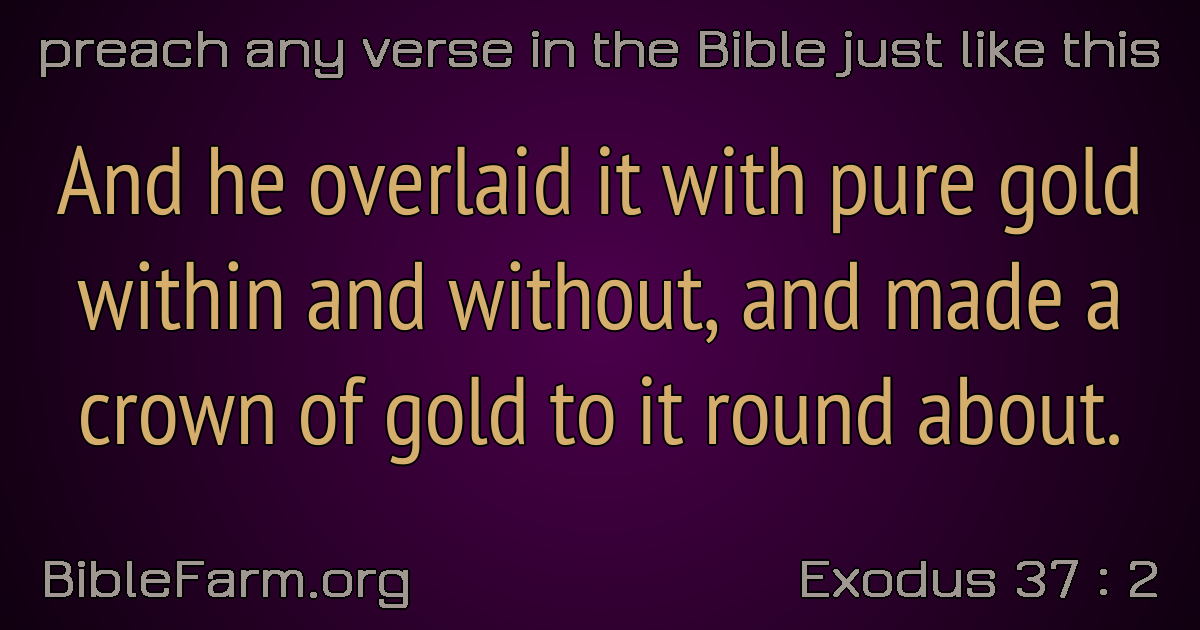 preach any verse in the Bible just like this
And he overlaid it with pure gold
within and without, and made a
crown of gold to it round about.
BibleFarm.org
Exodus 37 : 2